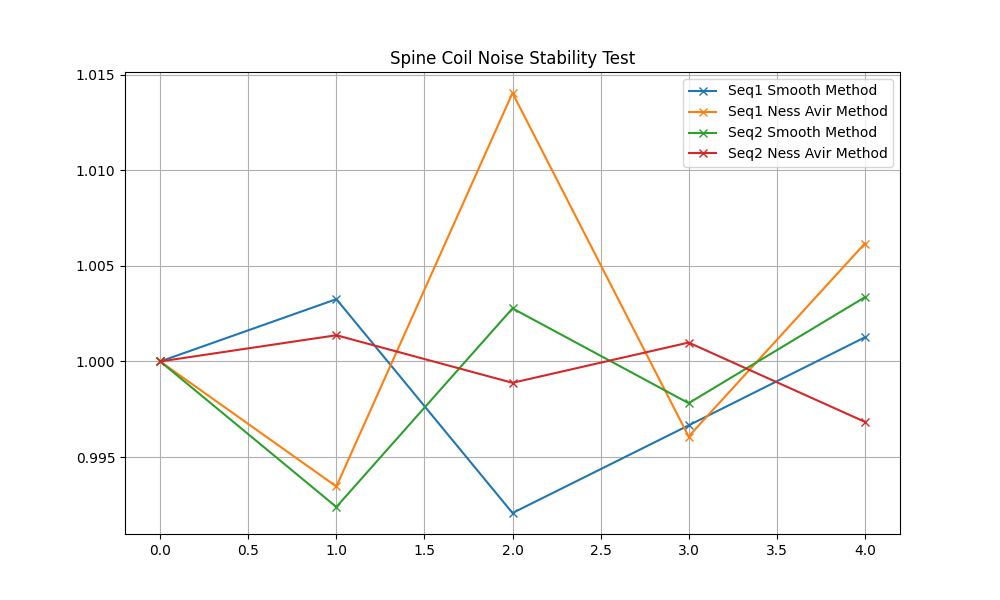 Spine Coil Noise Stability Test
1.015
1.010
1.005
1.000
0.995
Seq1 Smooth Method
Seq1 Ness Avir Method
Seq2 Smooth Method
Seq2 Ness Avir Method
0.0 0.5 1.0 1.5 2.0 2.5 3.0 3.5 4.0